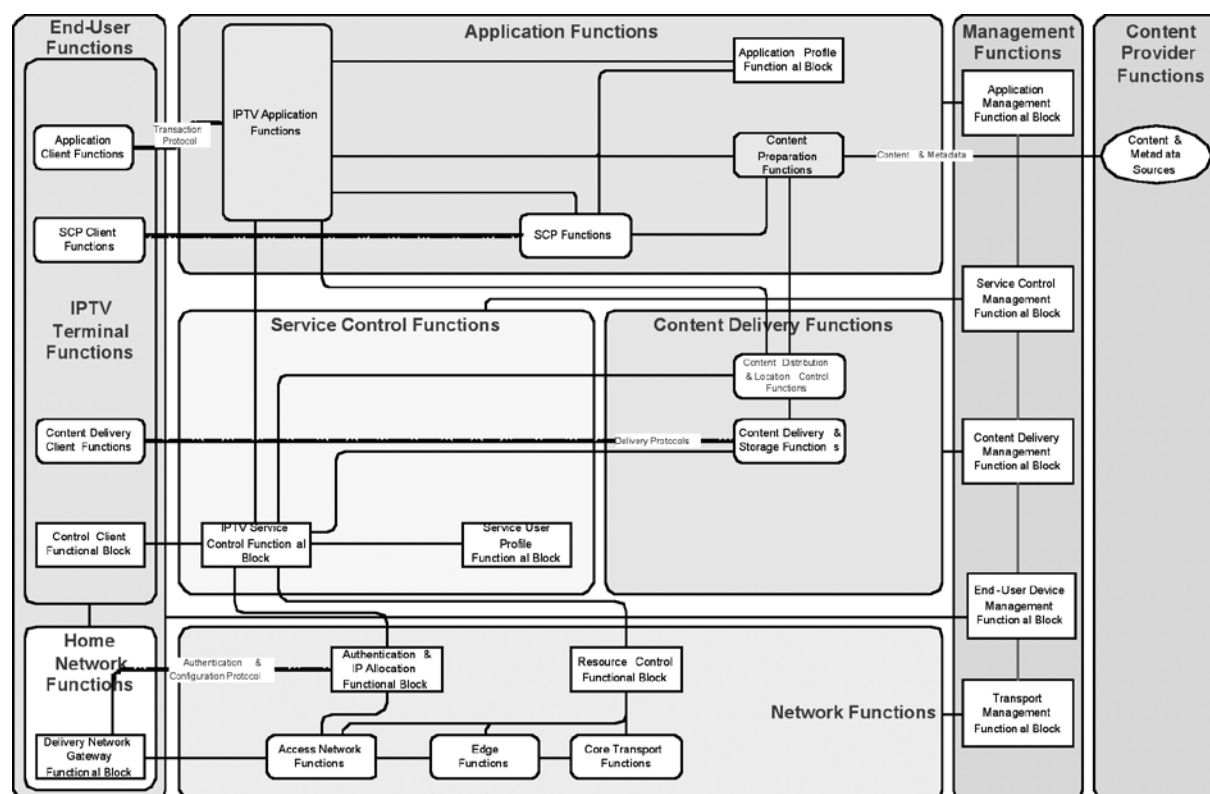 End-User
Functions
Application Functions
Management
Functions
Content
Provider
Functions
IPTV Application
Functions
Application Profile
Function al Block
Application
Management
Function al Block
Application
Client Functions
Transaction
Protocol
Content
Preparation
Functions
Content & Metadata
Content &
Metad ata
Sources
SCP Client
Functions
SCP Functions
IPTV
Terminal
Functions
Service Control Functions
Content Delivery Functions
Service Control
Management
Function al Block
Content Distribution
& Location Control
Functions
Content Delivery
Client Functions
Delivery Protocols
Content Delivery &
Storage Function s
Content Delivery
Management
Function al Block
Control Client
Functional Block
IPTV Service
Control Function al
Block
Service User
Profile
Function al Block
End -User Device
Management
Function al Block
Home
Network
Functions
Authentication &
Configuration Protocol
Authentication &
IP Allocation
Functional Block
Resource Control
Functional Block
Network Functions
Transport
Management
Function al Block
Delivery Network
Gateway
Function al Block
Access Network
Functions
Edge
Functions
Core Transport
Functions